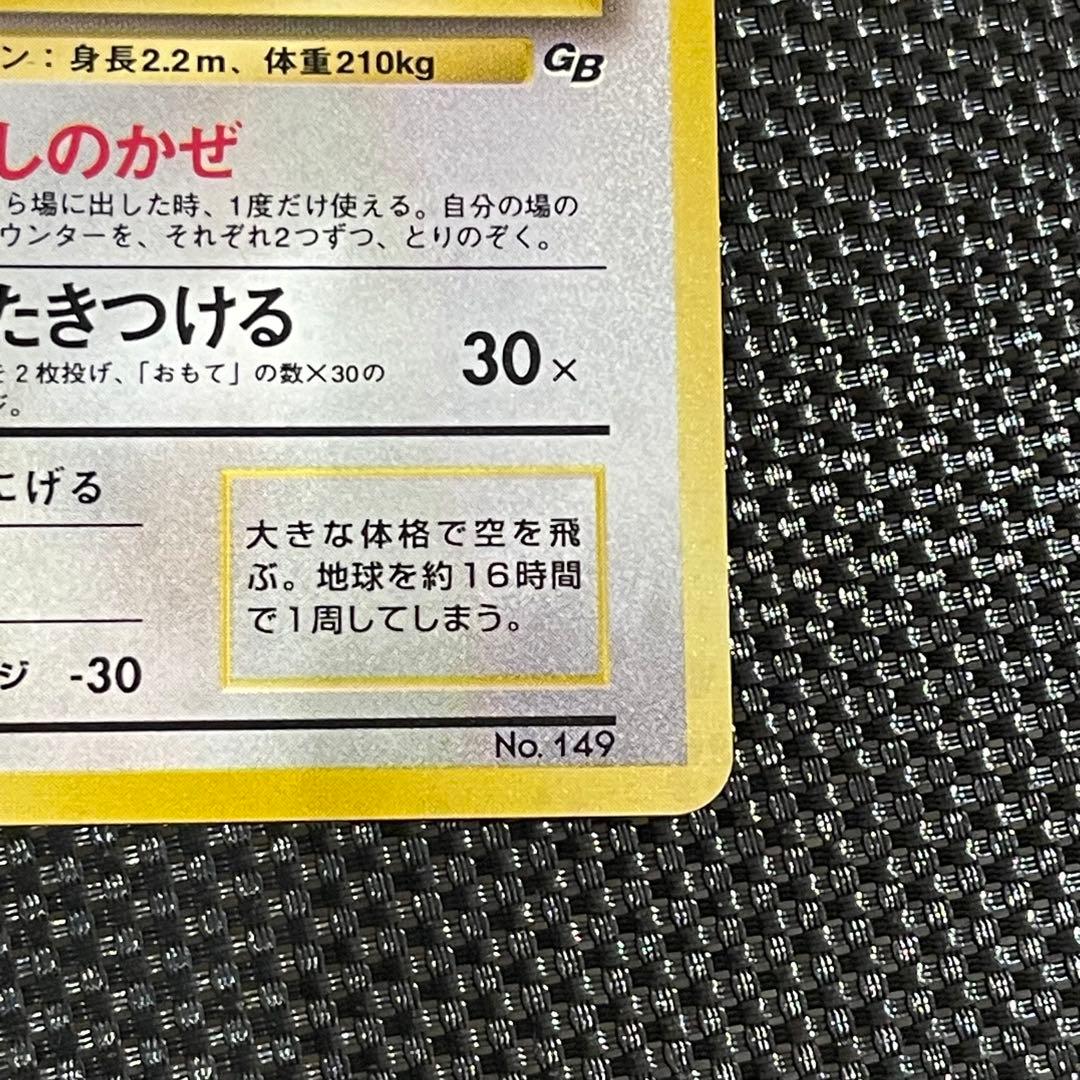 ン：身長2.2m、体重210kg GB
しのかぜ
ら場に出した時、1度だけ使える。自分の場の
ウンターを、それぞれ2つずつ、とりのぞく。
たきつける 30×
を2枚投げ、「おもて」の数×30の
ジ。
にげる
大きな体格で空を飛
ぶ。地球を約16時間
で1周してしまう。
ジ -30
No. 149